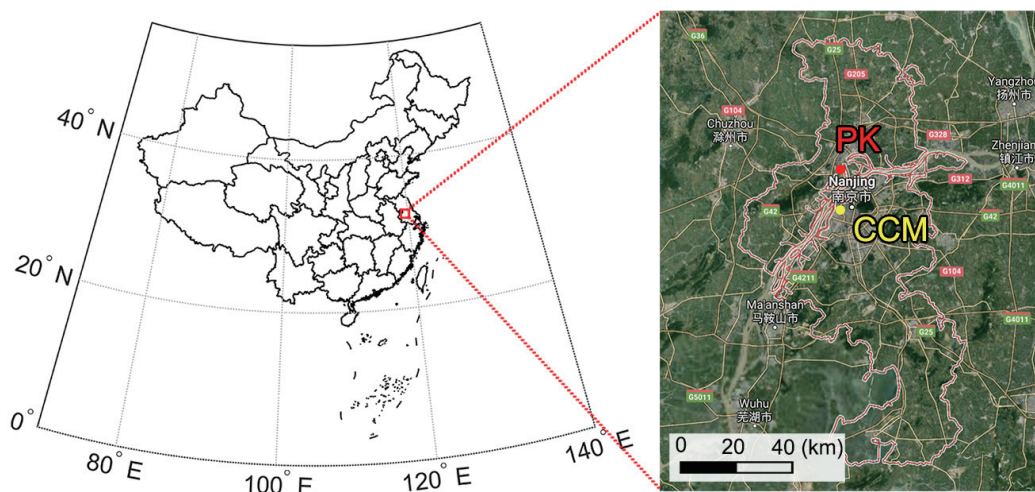 40° N
20° N
0°
80° E
100° E
120° E
140° E
G36
G25
G205
Yangzhou
扬州市
G104
Chuzhou
滁州市
PK
G328
Zhenjiang
镇江市
Nanjing
南京市
G312
G4011
G42
CCM
G42
G4211
G104
Ma'anshan
马鞍山市
G4011
G25
G5011
Wuhu
芜湖市
0 20 40 (km)